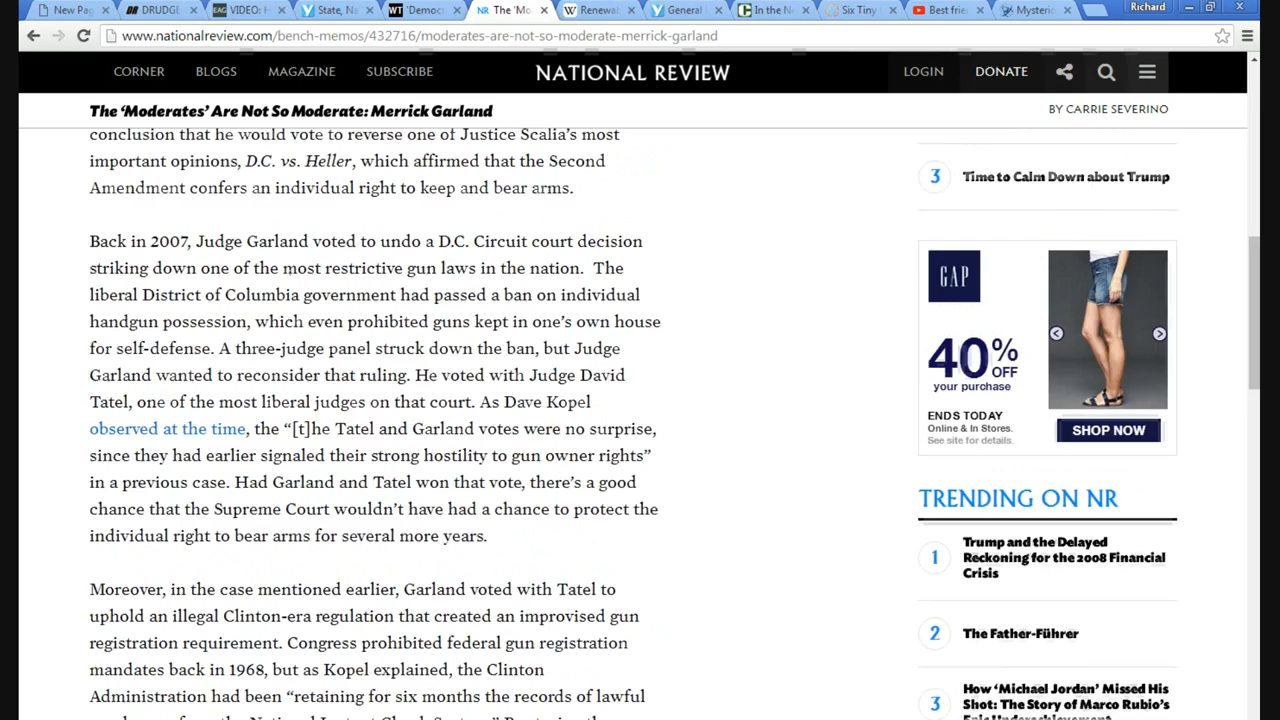 New Pag
DRUDGE
VIDEO: H
State, N
'Democr
The 'Mo
Renewa
General
In the N
Six Tiny
Best frie
Mysterio
Richard
www.nationalreview.com/bench-memos/432716/moderates-are-not-so-moderate-merrick-garland
CORNER BLOGS MAGAZINE SUBSCRIBE NATIONAL REVIEW LOGIN DONATE
The 'Moderates' Are Not So Moderate: Merrick Garland BY CARRIE SEVERINO
conclusion that he would vote to reverse one of Justice Scalia's most
important opinions, D.C. vs. Heller, which affirmed that the Second
Amendment confers an individual right to keep and bear arms.
Back in 2007, Judge Garland voted to undo a D.C. Circuit court decision
striking down one of the most restrictive gun laws in the nation. The
liberal District of Columbia government had passed a ban on individual
handgun possession, which even prohibited guns kept in one's own house
for self-defense. A three-judge panel struck down the ban, but Judge
Garland wanted to reconsider that ruling. He voted with Judge David
Tatel, one of the most liberal judges on that court. As Dave Kopel
observed at the time, the “[t]he Tatel and Garland votes were no surprise,
since they had earlier signaled their strong hostility to gun owner rights”
in a previous case. Had Garland and Tatel won that vote, there's a good
chance that the Supreme Court wouldn't have had a chance to protect the
individual right to bear arms for several more years.
Moreover, in the case mentioned earlier, Garland voted with Tatel to
uphold an illegal Clinton-era regulation that created an improvised gun
registration requirement. Congress prohibited federal gun registration
mandates back in 1968, but as Kopel explained, the Clinton
Administration had been “retaining for six months the records of lawful
3 Time to Calm Down about Trump
GAP
40% OFF
your purchase
ENDS TODAY
Online & In Stores.
See site for details.
SHOP NOW
TRENDING ON NR
1 Trump and the Delayed
Reckoning for the 2008 Financial
Crisis
2 The Father-Führer
3 How 'Michael Jordan' Missed His
Shot: The Story of Marco Rubio's
Epic Underachievement